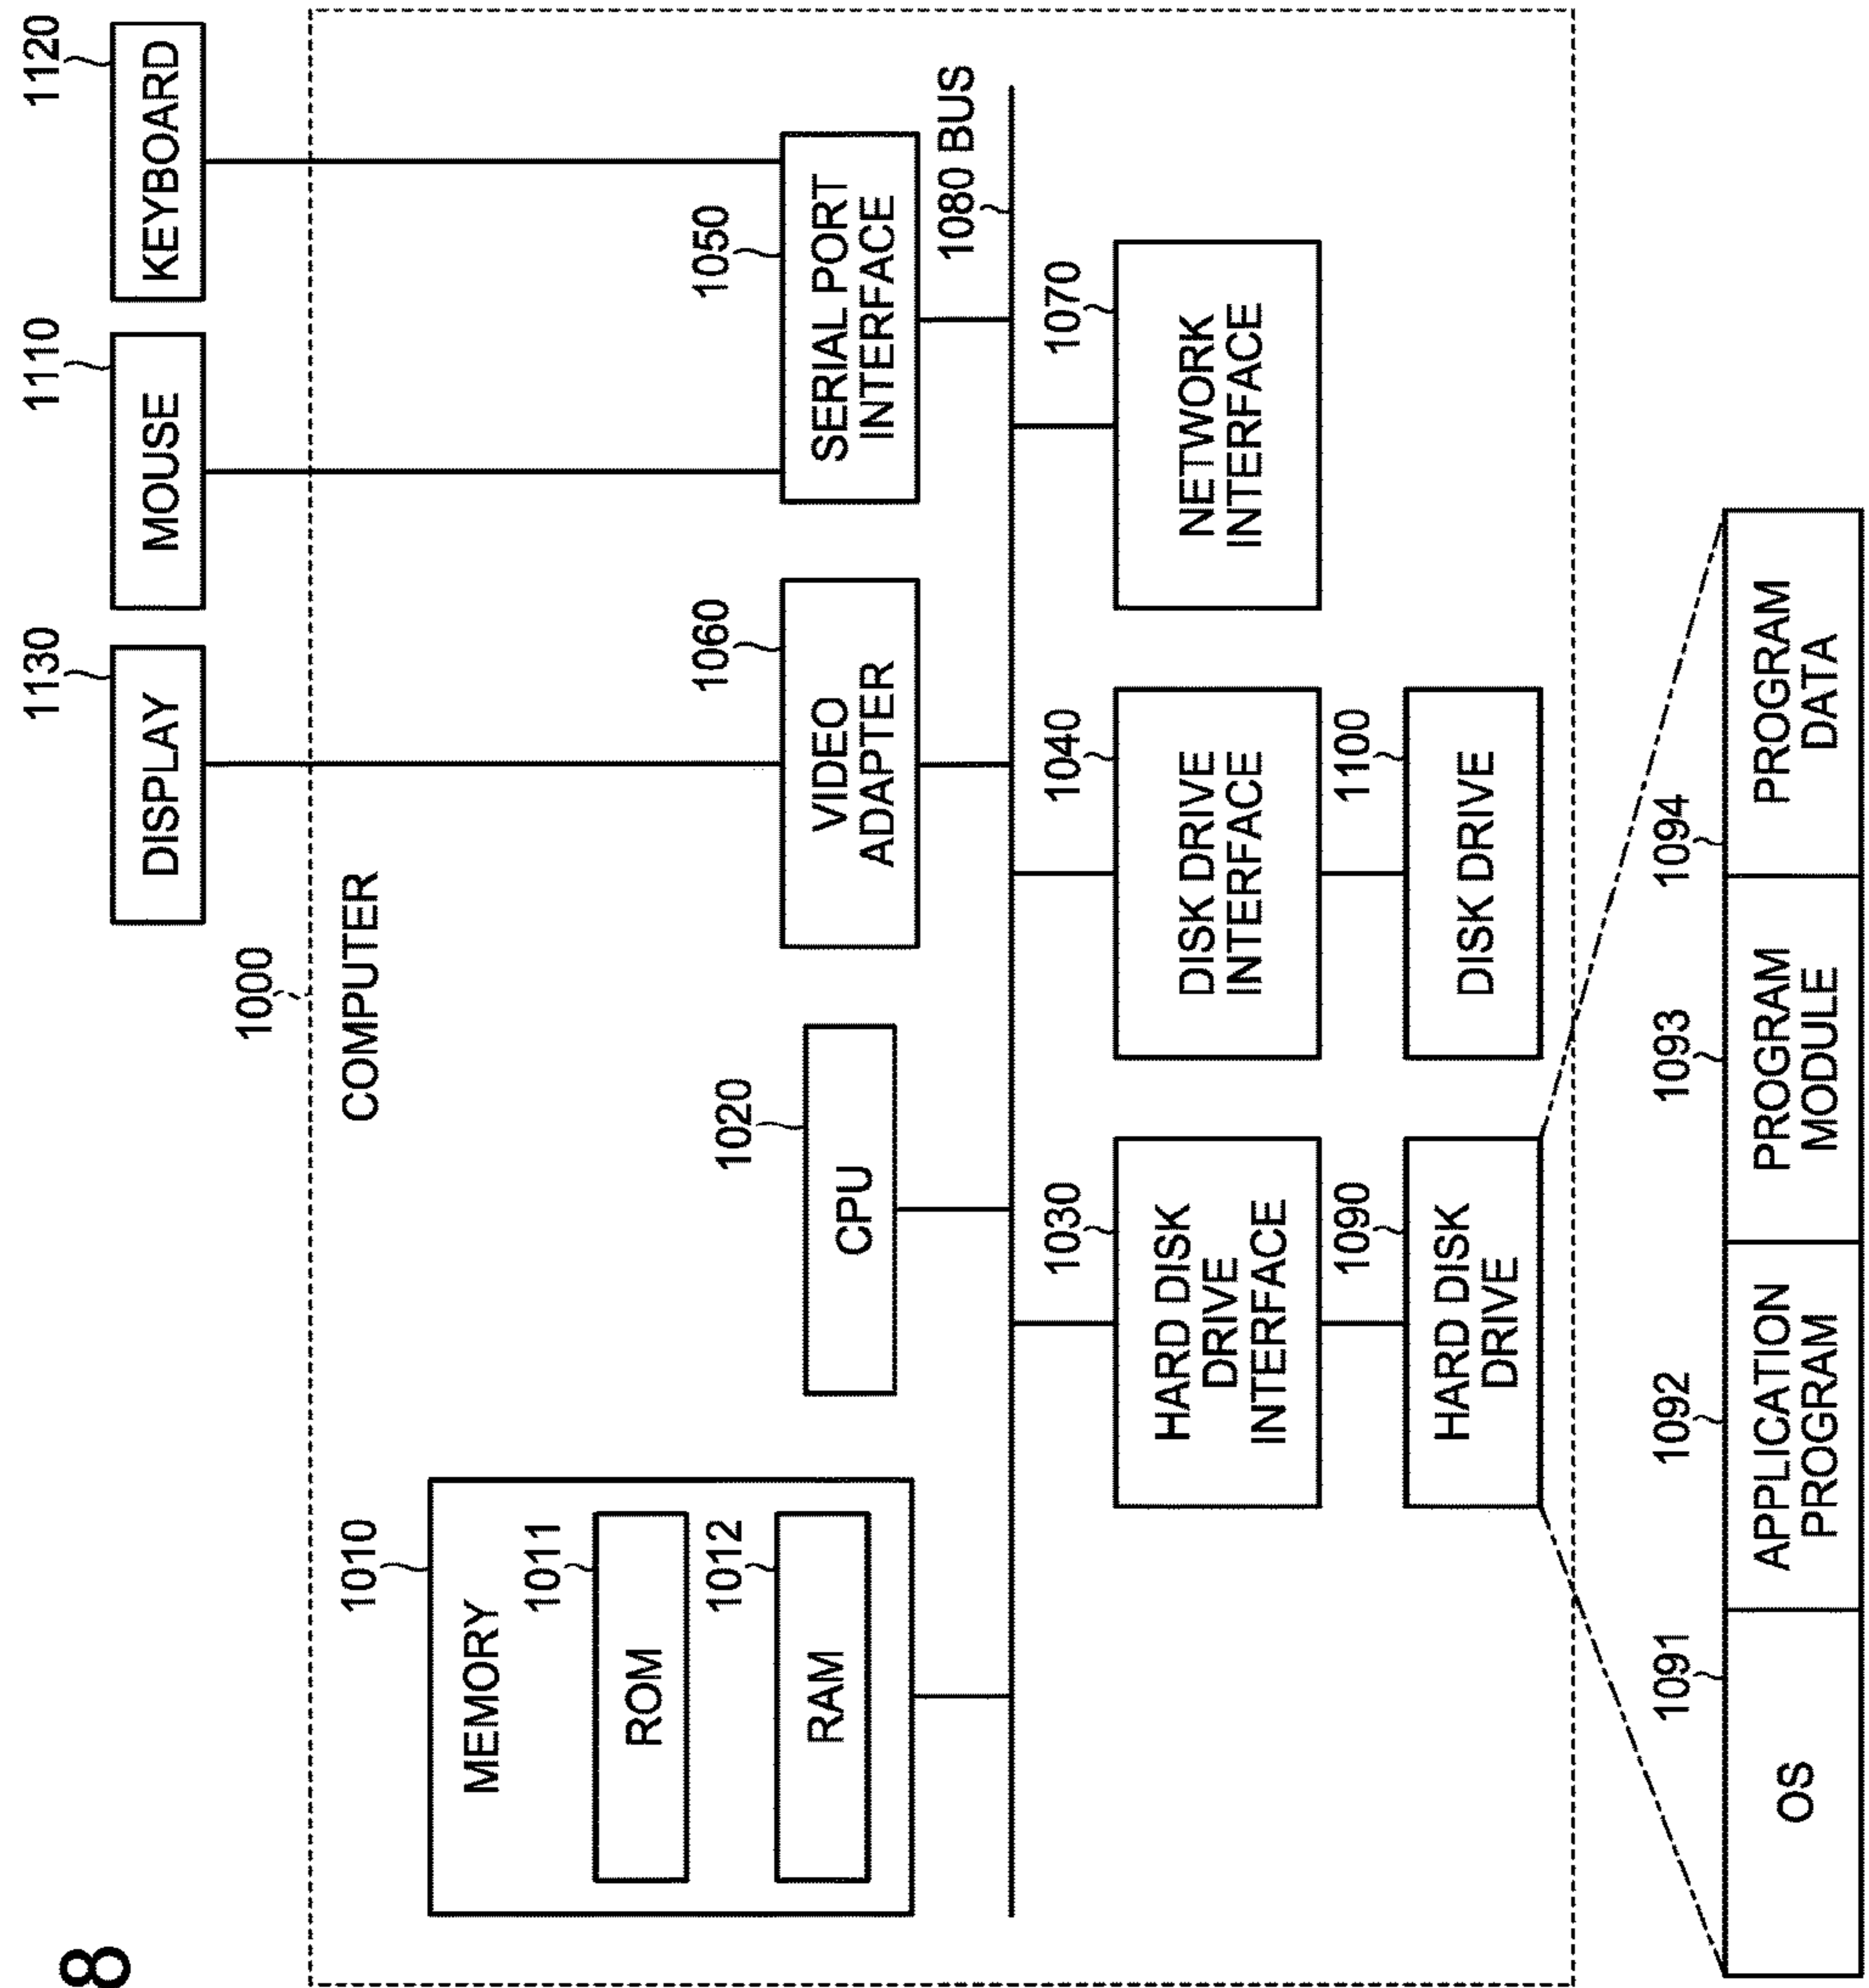 8
1130
DISPLAY
1110
MOUSE
1120
KEYBOARD
1000
COMPUTER
1010
MEMORY
1011
ROM
1012
RAM
1020
CPU
1060
VIDEO
ADAPTER
1050
SERIAL PORT
INTERFACE
1080 BUS
1030
HARD DISK
DRIVE
INTERFACE
1040
DISK DRIVE
INTERFACE
1070
NETWORK
INTERFACE
1090
HARD DISK
DRIVE
1100
DISK DRIVE
1091
OS
1092
APPLICATION
PROGRAM
1093
PROGRAM
MODULE
1094
PROGRAM
DATA